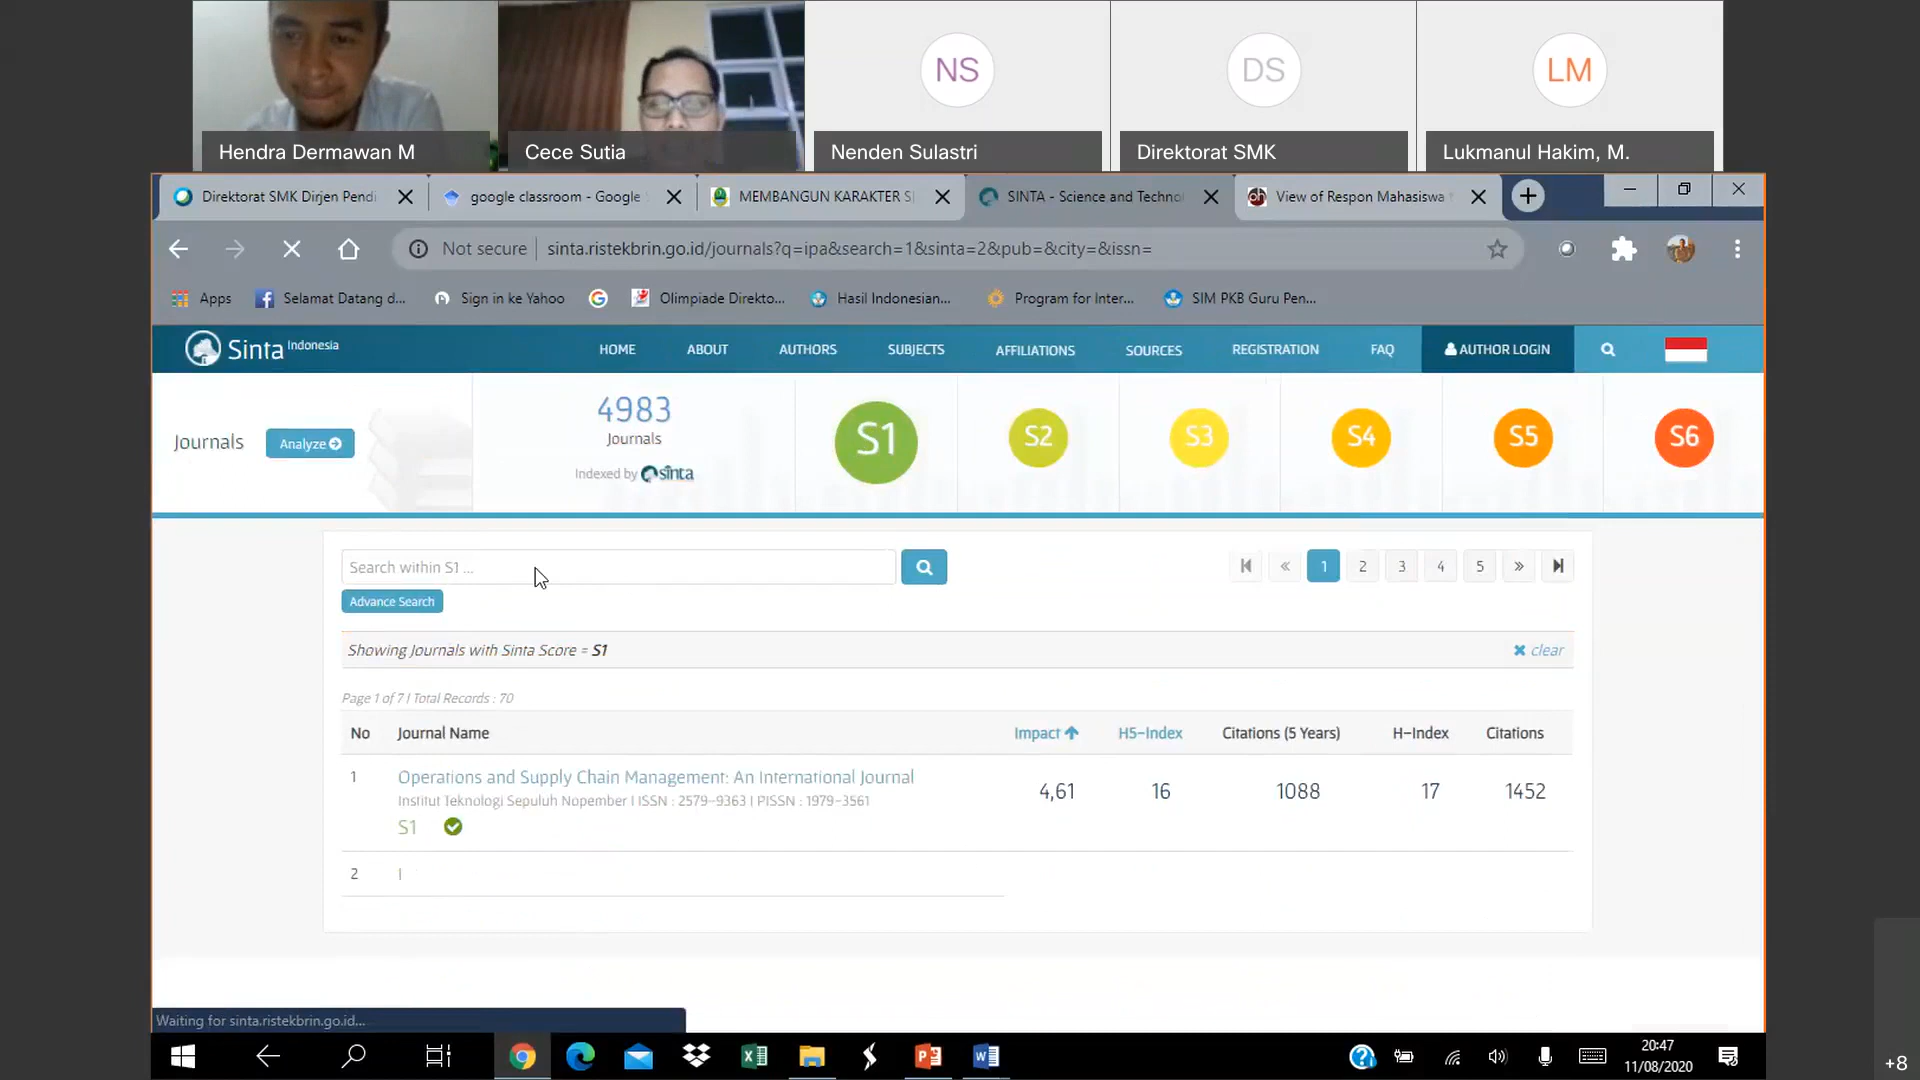 NS
DS
LM
Hendra Dermawan M
Cece Sutia
Nenden Sulastri
Direktorat SMK
Lukmanul Hakim, M.
Direktorat SMK Dirjen Pendi
google classroom - Google
MEMBANGUN KARAKTER S
SINTA - Science and Techno
View of Respon Mahasiswa
Not secure
sinta.ristekbrin.go.id/journals?q=ipa&search=1&sinta=2&pub=&city=&issn=
Apps
Selamat Datang d...
Sign in ke Yahoo
Olimpiade Direkto...
Hasil Indonesian...
Program for Inter...
SIM PKB Guru Pen...
Sinta Indonesia
HOME
ABOUT
AUTHORS
SUBJECTS
AFFILIATIONS
SOURCES
REGISTRATION
FAQ
AUTHOR LOGIN
Journals
Analyze
4983
Journals
Indexed by sinta
S1
S2
S3
S4
S5
S6
Search within S1 ...
1
2
3
4
5
Advance Search
Showing Journals with Sinta Score = S1
clear
Page 1 of 7 | Total Records : 70
No Journal Name Impact H5-Index Citations (5 Years) H-Index Citations
1 Operations and Supply Chain Management: An International Journal
Institut Teknologi Sepuluh Nopember | ISSN : 2579-9363 | PISSN : 1979-3561
4,61 16 1088 17 1452
S1
2 I
Waiting for sinta.ristekbrin.go.id...
20:47
11/08/2020
+8